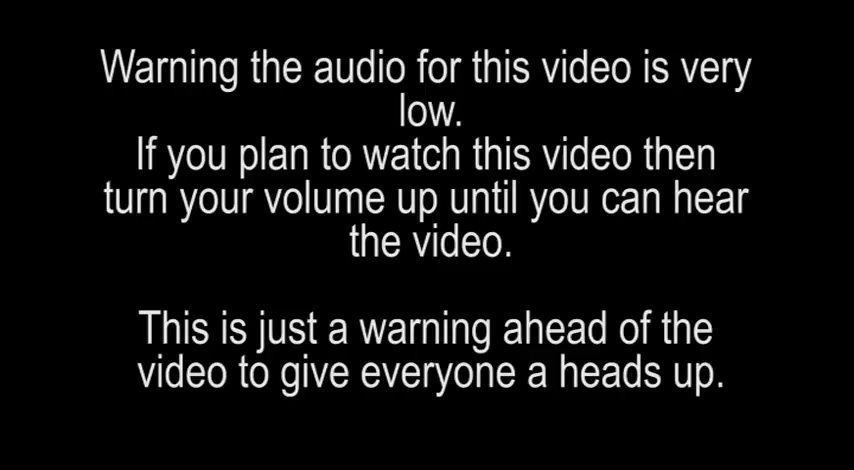 Warning the audio for this video is very
low.
If you plan to watch this video then
turn your volume up until you can hear
the video.
This is just a warning ahead of the
video to give everyone a heads up.